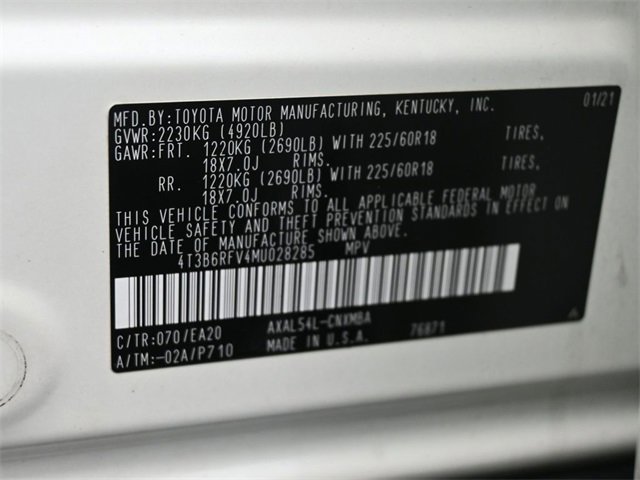 MFD.BY:TOYOTA MOTOR MANUFACTURING, KENTUCKY, INC. 01/21
GVWR:2230KG (4920LB)
GAWR:FRT. 1220KG (2690LB) WITH 225/60R18 TIRES,
18X7.0J RIMS.
RR. 1220KG (2690LB) WITH 225/60R18 TIRES,
18X7.0J RIMS.
THIS VEHICLE CONFORMS TO ALL APPLICABLE FEDERAL MOTOR
VEHICLE SAFETY AND THEFT PREVENTION STANDARDS IN EFFECT ON
THE DATE OF MANUFACTURE SHOWN ABOVE.
4T3B6RFV4MU028285 MPV
C/TR:070/EA20 AXAL54L-CNXMBA 76871
A/TM:-02A/P710 MADE IN U.S.A.